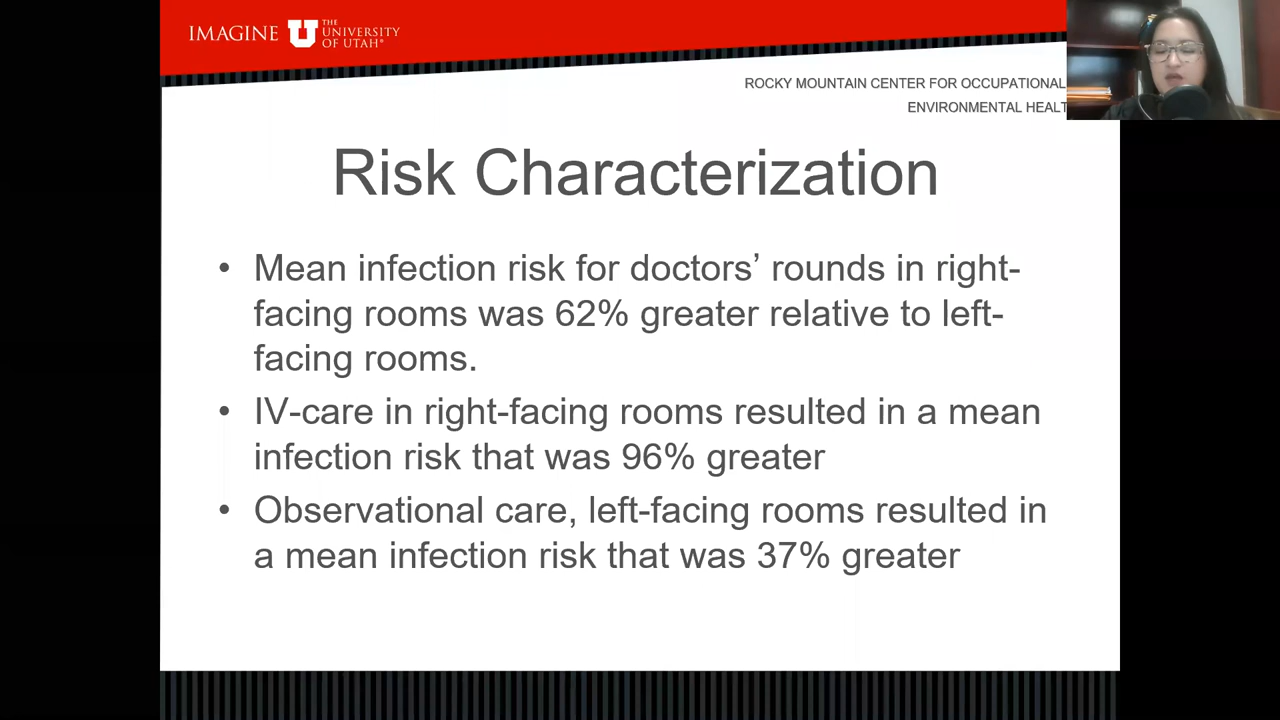 IMAGINE U THE UNIVERSITY OF UTAH®
ROCKY MOUNTAIN CENTER FOR OCCUPATIONAL
ENVIRONMENTAL
Risk Characterization
• Mean infection risk for doctors’ rounds in right-
facing rooms was 62% greater relative to left-
facing rooms.
• IV-care in right-facing rooms resulted in a mean
infection risk that was 96% greater
• Observational care, left-facing rooms resulted in
a mean infection risk that was 37% greater